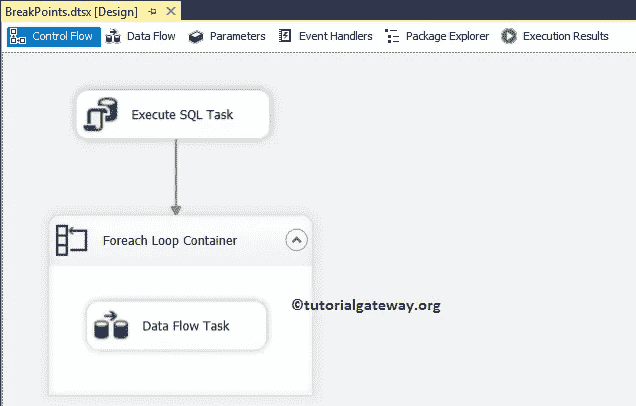 BreakPoints.dtsx [Design]
Control Flow Data Flow Parameters Event Handlers Package Explorer Execution Results
Execute SQL Task
Foreach Loop Container
©tutorialgateway.org
Data Flow Task